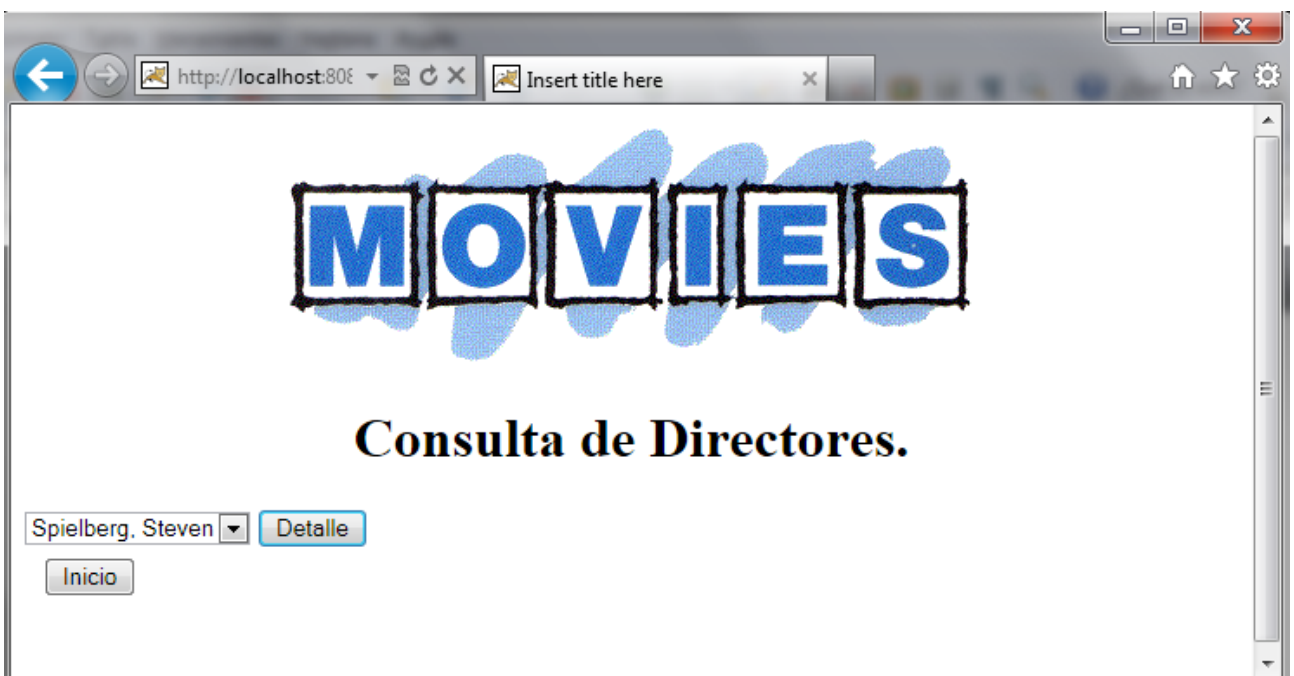 http://localhost:808
Insert title here
MOVIES
Consulta de Directores.
Spielberg, Steven
Detalle
Inicio